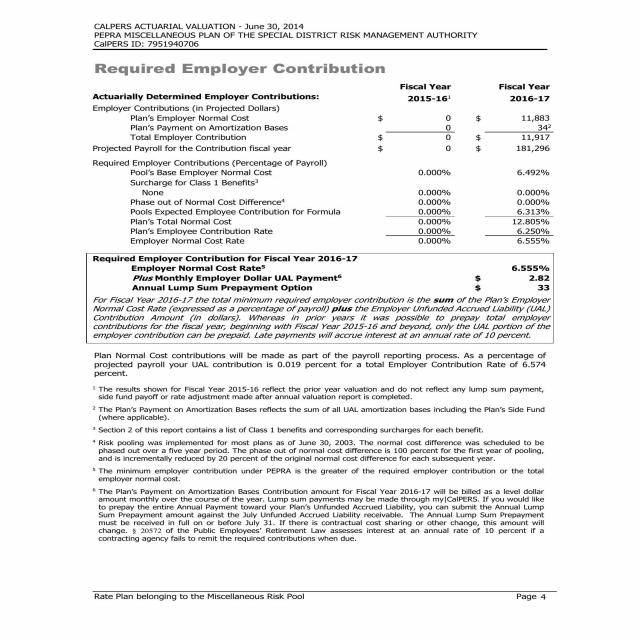 CALPERS ACTUARIAL VALUATION - June 30, 2014
PEPRA MISCELLANEOUS PLAN OF THE SPECIAL DISTRICT RISK MANAGEMENT AUTHORITY
CalPERS ID: 7951940706
Required Employer Contribution
Fiscal Year Fiscal Year
Actuarially Determined Employer Contributions: 2015-16¹ 2016-17
Employer Contributions (in Projected Dollars)
Plan's Employer Normal Cost $ 0 $ 11,883
Plan's Payment on Amortization Bases 0 34²
Total Employer Contribution $ 0 $ 11,917
Projected Payroll for the Contribution fiscal year $ 0 $ 181,296
Required Employer Contributions (Percentage of Payroll)
Pool's Base Employer Normal Cost 0.000% 6.492%
Surcharge for Class 1 Benefits³
None 0.000% 0.000%
Phase out of Normal Cost Difference⁴ 0.000% 0.000%
Pools Expected Employee Contribution for Formula 0.000% 6.313%
Plan's Total Normal Cost 0.000% 12.805%
Plan's Employee Contribution Rate 0.000% 6.250%
Employer Normal Cost Rate 0.000% 6.555%
Required Employer Contribution for Fiscal Year 2016-17
Employer Normal Cost Rate⁵ 6.555%
Plus Monthly Employer Dollar UAL Payment⁶ $ 2.82
Annual Lump Sum Prepayment Option $ 33
For Fiscal Year 2016-17 the total minimum required employer contribution is the sum of the Plan's Employer
Normal Cost Rate (expressed as a percentage of payroll) plus the Employer Unfunded Accrued Liability (UAL)
Contribution Amount (in dollars). Whereas in prior years it was possible to prepay total employer
contributions for the fiscal year, beginning with Fiscal Year 2015-16 and beyond, only the UAL portion of the
employer contribution can be prepaid. Late payments will accrue interest at an annual rate of 10 percent.
Plan Normal Cost contributions will be made as part of the payroll reporting process. As a percentage of
projected payroll your UAL contribution is 0.019 percent for a total Employer Contribution Rate of 6.574
percent.
¹ The results shown for Fiscal Year 2015-16 reflect the prior year valuation and do not reflect any lump sum payment,
side fund payoff or rate adjustment made after annual valuation report is completed.
² The Plan's Payment on Amortization Bases reflects the sum of all UAL amortization bases including the Plan's Side Fund
(where applicable).
³ Section 2 of this report contains a list of Class 1 benefits and corresponding surcharges for each benefit.
⁴ Risk pooling was implemented for most plans as of June 30, 2003. The normal cost difference was scheduled to be
phased out over a five year period. The phase out of normal cost difference is 100 percent for the first year of pooling,
and is incrementally reduced by 20 percent of the original normal cost difference for each subsequent year.
⁵ The minimum employer contribution under PEPRA is the greater of the required employer contribution or the total
employer normal cost.
⁶ The Plan's Payment on Amortization Bases Contribution amount for Fiscal Year 2016-17 will be billed as a level dollar
amount monthly over the course of the year. Lump sum payments may be made through my|CalPERS. If you would like
to prepay the entire Annual Payment toward your Plan's Unfunded Accrued Liability, you can submit the Annual Lump
Sum Prepayment amount against the July Unfunded Accrued Liability receivable. The Annual Lump Sum Prepayment
must be received in full on or before July 31. If there is contractual cost sharing or other change, this amount will
change. § 20572 of the Public Employees' Retirement Law assesses interest at an annual rate of 10 percent if a
contracting agency fails to remit the required contributions when due.
Rate Plan belonging to the Miscellaneous Risk Pool Page 4